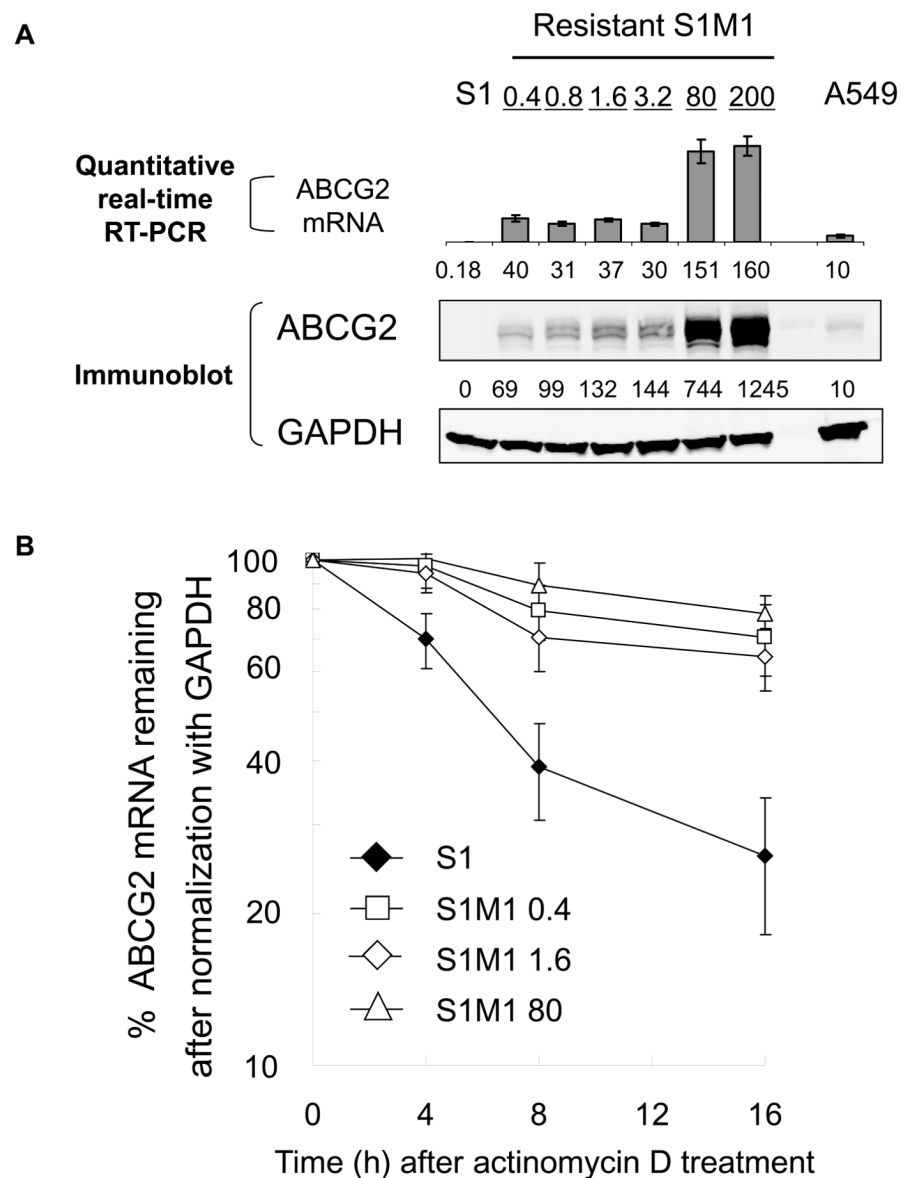 A
Resistant S1M1
S1 0.4 0.8 1.6 3.2 80 200 A549
Quantitative
real-time
RT-PCR
ABCG2
mRNA
0.18 40 31 37 30 151 160 10
Immunoblot
ABCG2
0 69 99 132 144 744 1245 10
GAPDH
B
% ABCG2 mRNA remaining
after normalization with GAPDH
100
80
60
40
20
10
S1
S1M1 0.4
S1M1 1.6
S1M1 80
0 4 8 12 16
Time (h) after actinomycin D treatment